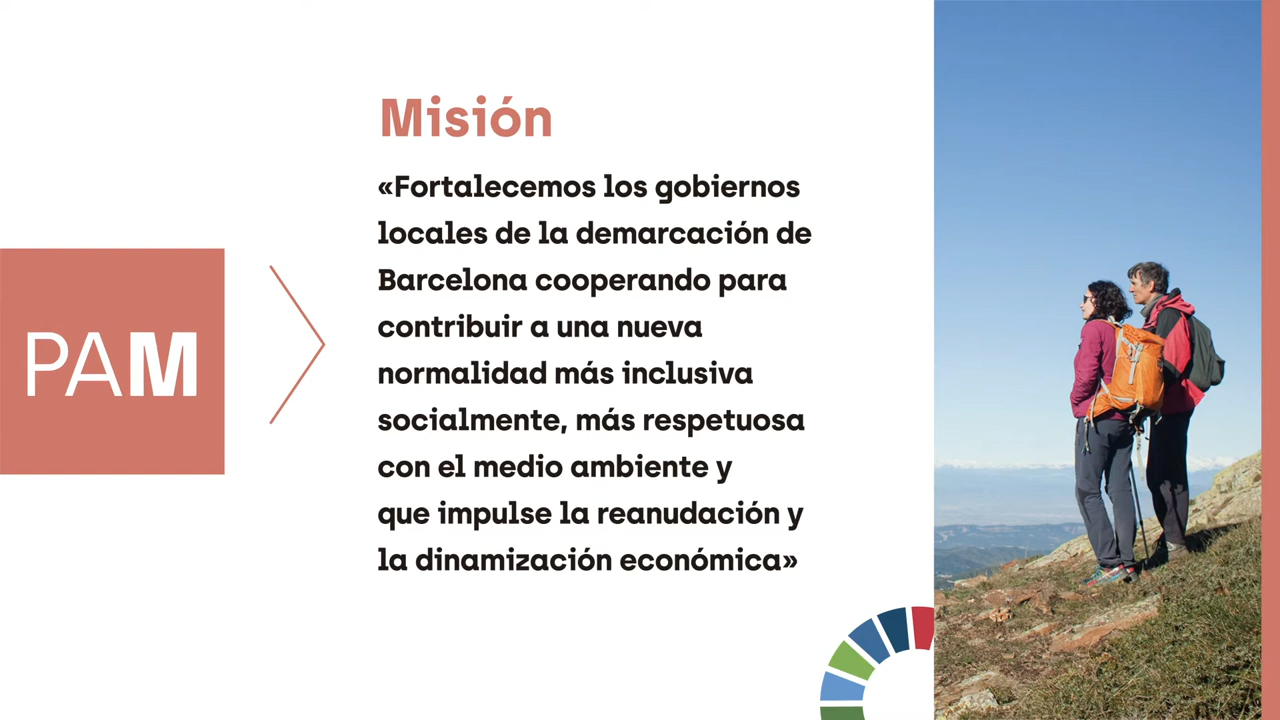 PAM
Misión
«Fortalecemos los gobiernos
locales de la demarcación de
Barcelona cooperando para
contribuir a una nueva
normalidad más inclusiva
socialmente, más respetuosa
con el medio ambiente y
que impulse la reanudación y
la dinamización económica»